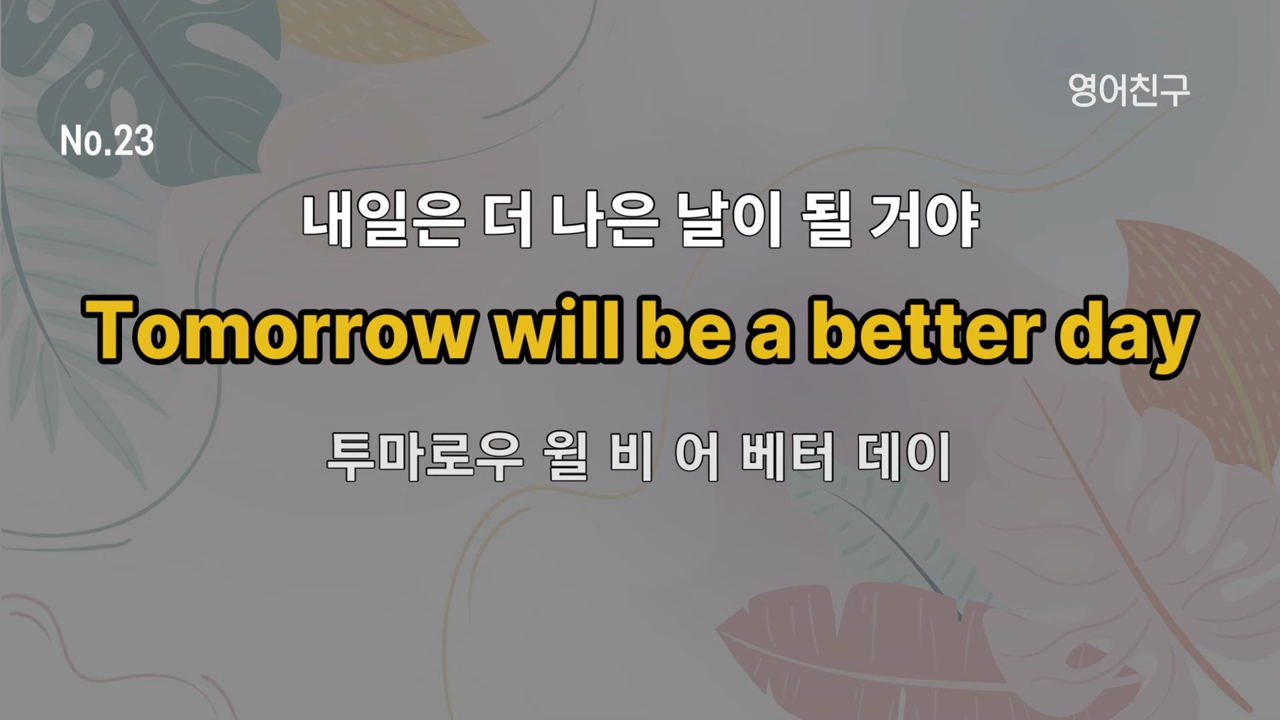 영어친구
No.23
내일은 더 나은 날이 될 거야
Tomorrow will be a better day
투마로우 윌 비 어 베터 데이